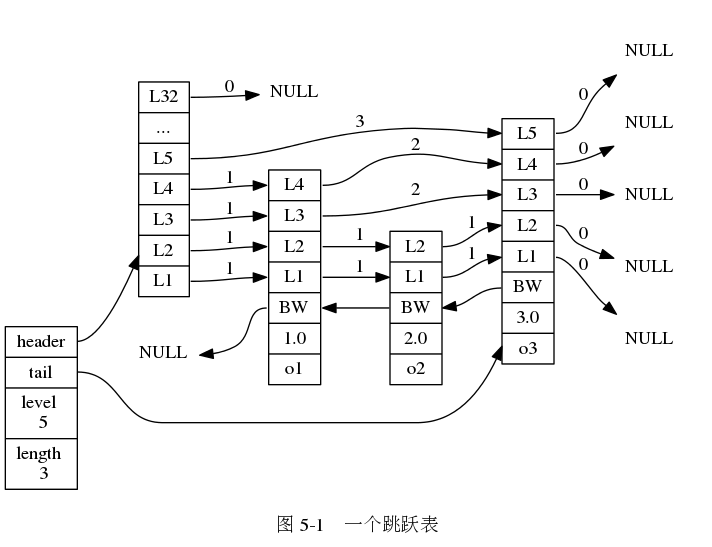 header
tail
level
5
length
3
L32
...
L5
L4
L3
L2
L1
0
NULL
3
1
1
1
1
L4
L3
L2
L1
BW
1.0
o1
NULL
2
2
1
1
L2
L1
BW
2.0
o2
1
1
L5
L4
L3
L2
L1
BW
3.0
o3
0
NULL
0
NULL
0
NULL
0
NULL
0
NULL
图 5-1 一个跳跃表